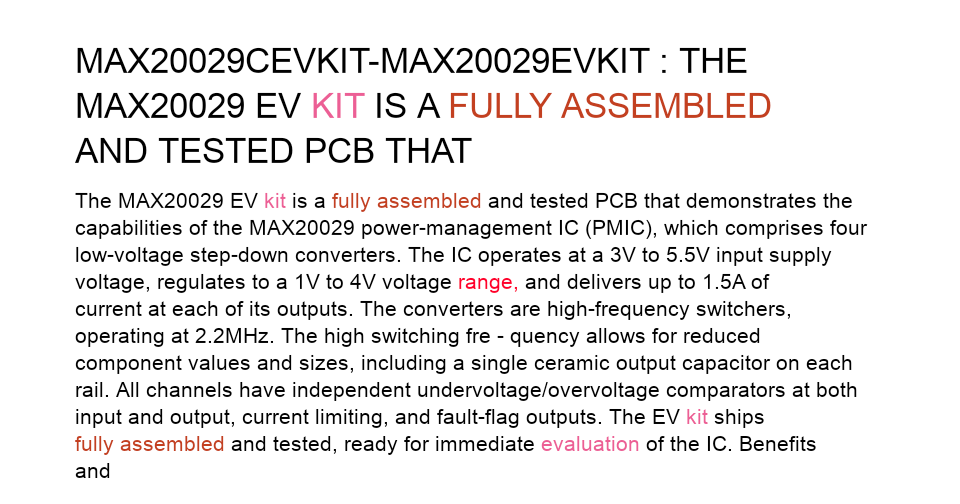 MAX20029CEVKIT-MAX20029EVKIT : THE
MAX20029 EV KIT IS A FULLY ASSEMBLED
AND TESTED PCB THAT
The MAX20029 EV kit is a fully assembled and tested PCB that demonstrates the
capabilities of the MAX20029 power-management IC (PMIC), which comprises four
low-voltage step-down converters. The IC operates at a 3V to 5.5V input supply
voltage, regulates to a 1V to 4V voltage range, and delivers up to 1.5A of
current at each of its outputs. The converters are high-frequency switchers,
operating at 2.2MHz. The high switching fre - quency allows for reduced
component values and sizes, including a single ceramic output capacitor on each
rail. All channels have independent undervoltage/overvoltage comparators at both
input and output, current limiting, and fault-flag outputs. The EV kit ships
fully assembled and tested, ready for immediate evaluation of the IC. Benefits
and